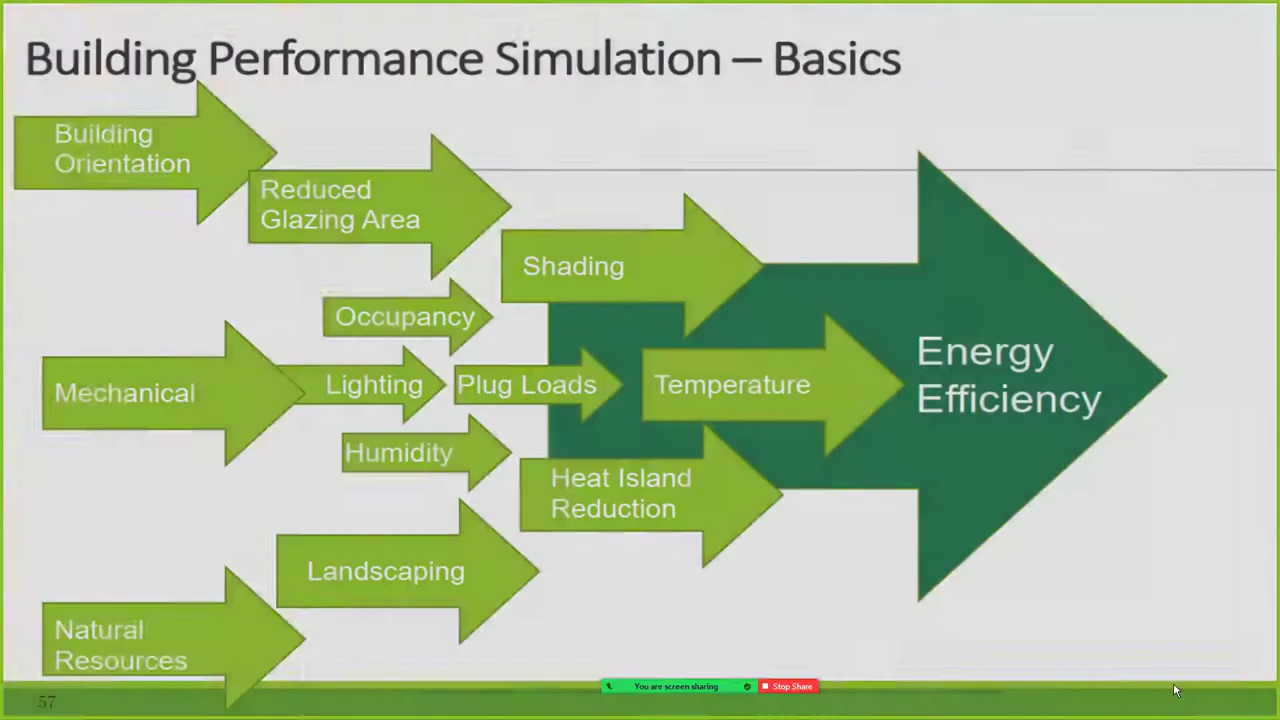 Building Performance Simulation – Basics
Building
Orientation
Reduced
Glazing Area
Shading
Occupancy
Mechanical
Lighting
Plug Loads
Temperature
Energy
Efficiency
Humidity
Heat Island
Reduction
Landscaping
Natural
Resources
57
You are screen sharing
Stop Share